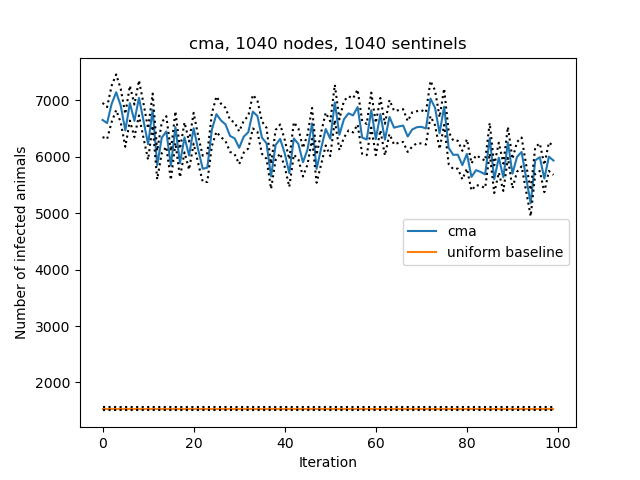 cma, 1040 nodes, 1040 sentinels
Number of infected animals
7000
6000
5000
4000
3000
2000
cma
uniform baseline
0 20 40 60 80 100
Iteration